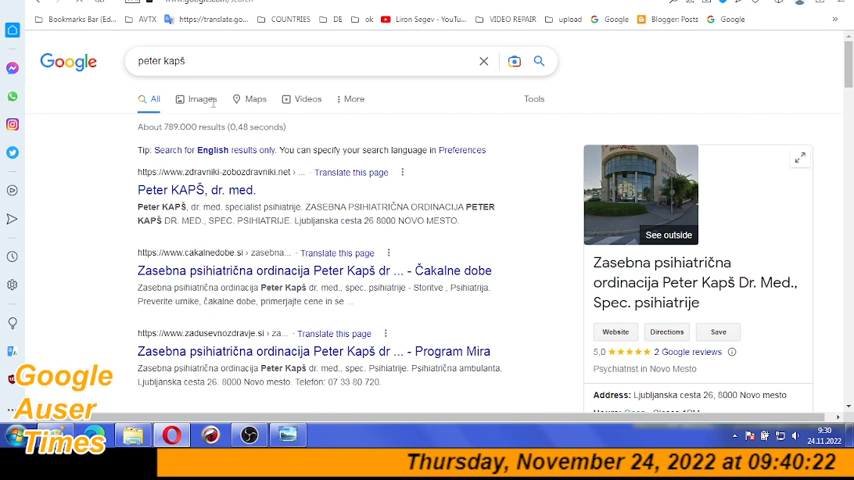 Bookmarks Bar (Ed...
AVTX
https://translate.go...
COUNTRIES
DE
ok
Liron Segev - YouTu...
VIDEO REPAIR
upload
Google
Blogger: Posts
Google
»
Google
peter kapš
All
Images
Maps
Videos
More
Tools
About 789.000 results (0,48 seconds)
Tip: Search for English results only. You can specify your search language in Preferences
https://www.zdravniki-zobozdravniki.net › ... · Translate this page
Peter KAPŠ, dr. med.
Peter KAPŠ, dr. med. specialist psihiatrije. ZASEBNA PSIHIATRIČNA ORDINACIJA PETER
KAPŠ DR. MED., SPEC. PSIHIATRIJE. Ljubljanska cesta 26 8000 NOVO MESTO.
https://www.cakalnedobe.si › zasebna... · Translate this page
Zasebna psihiatrična ordinacija Peter Kapš dr ... - Čakalne dobe
Zasebna psihiatrična ordinacija Peter Kapš dr. med., spec. psihiatrije · Storitve , Psihiatrija.
Preverite urnike, čakalne dobe, primerjajte cene in se ...
https://www.zadusevnozdravje.si › za... · Translate this page
Zasebna psihiatrična ordinacija Peter Kapš dr ... - Program Mira
Zasebna psihiatrična ordinacija Peter Kapš dr. med., spec. Psihiatrije. Psihiatrična ambulanta.
Ljubljanska cesta 26, 8000 Novo mesto. Telefon: 07 33 80 720.
See outside
Zasebna psihiatrična
ordinacija Peter Kapš Dr. Med.,
Spec. psihiatrije
Website
Directions
Save
5,0 ★★★★★ 2 Google reviews
Psychiatrist in Novo Mesto
Address: Ljubljanska cesta 26, 8000 Novo mesto
Google
Auser
Times
9:30
24.11.2022
Thursday, November 24, 2022 at 09:40:22